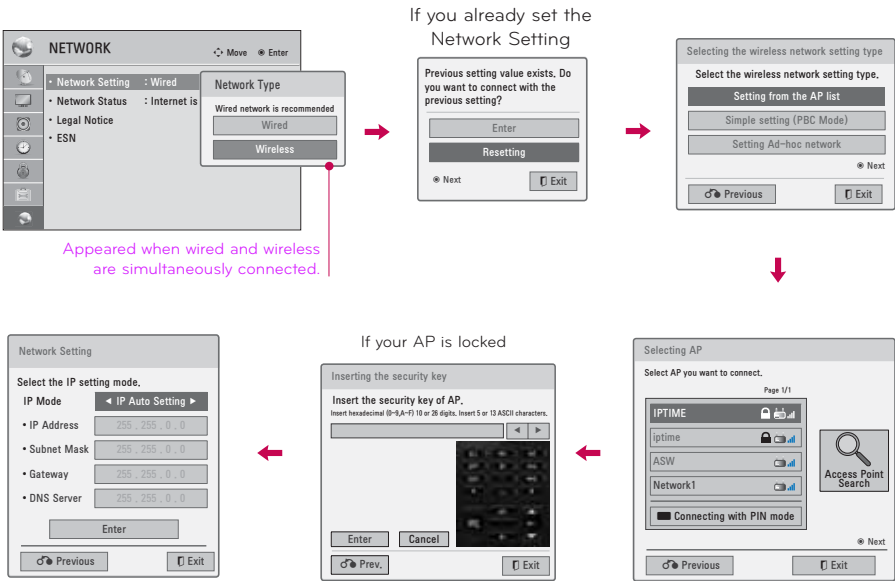 If you already set the
Network Setting
NETWORK
Move
Enter
• Network Setting : Wired
• Network Status : Internet is
• Legal Notice
• ESN
Network Type
Wired network is recommended
Wired
Wireless
Appeared when wired and wireless
are simultaneously connected.
Previous setting value exists. Do
you want to connect with the
previous setting?
Enter
Resetting
Next
Exit
Selecting the wireless network setting type
Select the wireless network setting type.
Setting from the AP list
Simple setting (PBC Mode)
Setting Ad-hoc network
Next
Previous
Exit
Selecting AP
Select AP you want to connect.
Page 1/1
IPTIME
iptime
ASW
Network1
Connecting with PIN mode
Access Point
Search
Next
Previous
Exit
If your AP is locked
Inserting the security key
Insert the security key of AP.
Insert hexadecimal (0~9,A~F) 10 or 26 digits. Insert 5 or 13 ASCII characters.
Enter
Cancel
Prev.
Exit
Network Setting
Select the IP setting mode.
IP Mode ◄ IP Auto Setting ►
• IP Address 255 . 255 . 0 . 0
• Subnet Mask 255 . 255 . 0 . 0
• Gateway 255 . 255 . 0 . 0
• DNS Server 255 . 255 . 0 . 0
Enter
Previous
Exit